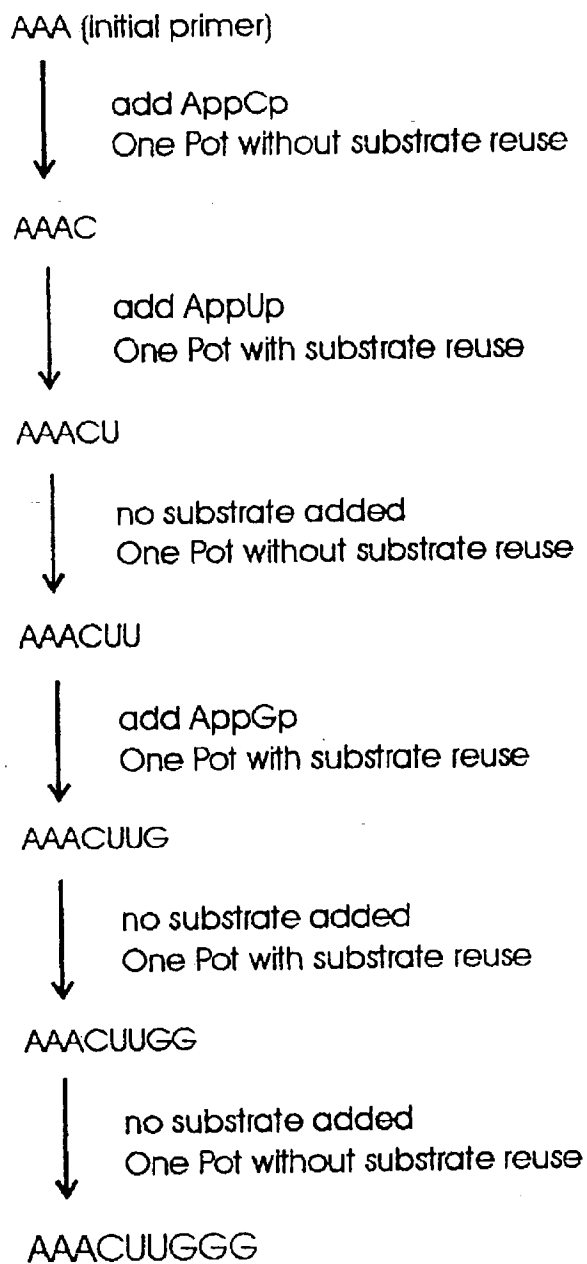 AAA (initial primer)
add AppCp
One Pot without substrate reuse
AAAC
add AppUp
One Pot with substrate reuse
AAACU
no substrate added
One Pot without substrate reuse
AAACUU
add AppGp
One Pot with substrate reuse
AAACUUG
no substrate added
One Pot with substrate reuse
AAACUUGG
no substrate added
One Pot without substrate reuse
AAACUUGGG